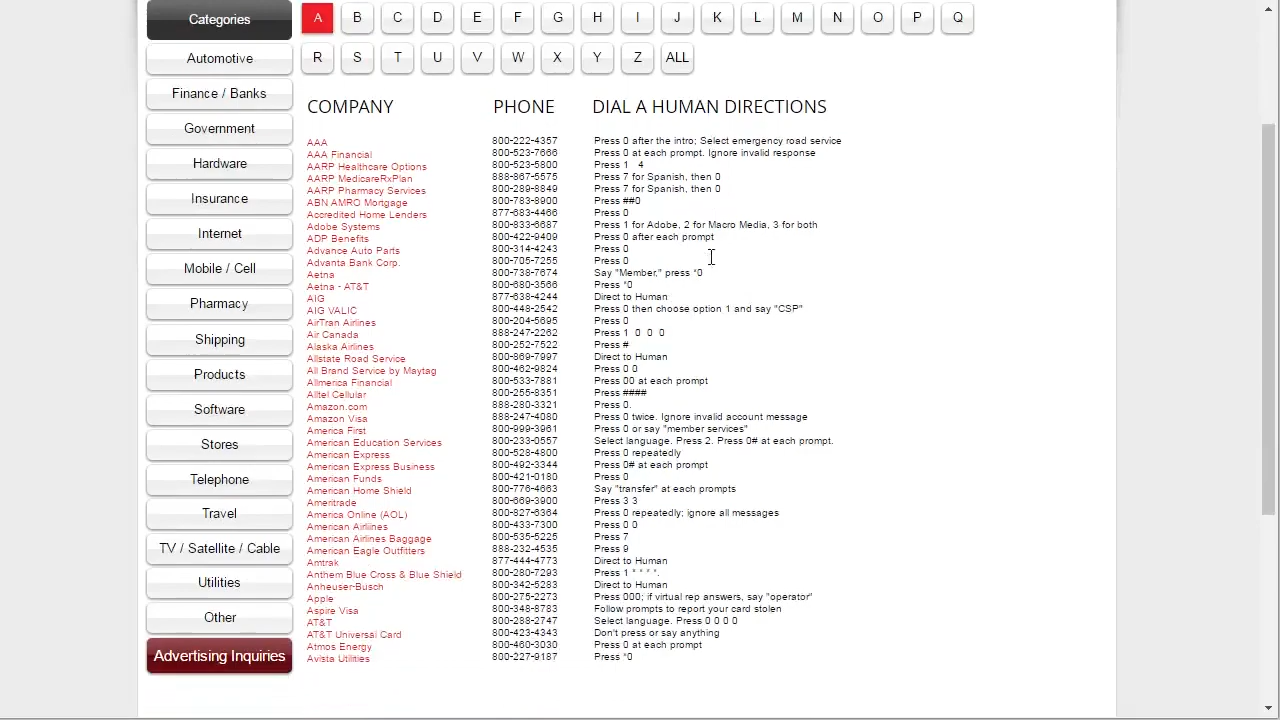 Categories
A B C D E F G H I J K L M N O P Q
R S T U V W X Y Z ALL
Automotive
Finance / Banks
Government
Hardware
Insurance
Internet
Mobile / Cell
Pharmacy
Shipping
Products
Software
Stores
Telephone
Travel
TV / Satellite / Cable
Utilities
Other
Advertising Inquiries
COMPANY PHONE DIAL A HUMAN DIRECTIONS
AAA 800-222-4357 Press 0 after the intro; Select emergency road service
AAA Financial 800-523-7666 Press 0 at each prompt. Ignore invalid response
AARP Healthcare Options 800-523-5800 Press 1 4
AARP MedicareRxPlan 888-867-5575 Press 7 for Spanish, then 0
AARP Pharmacy Services 800-289-8849 Press 7 for Spanish, then 0
ABN AMRO Mortgage 800-783-8900 Press ##0
Accredited Home Lenders 877-683-4466 Press 0
Adobe Systems 800-833-6687 Press 1 for Adobe, 2 for Macro Media, 3 for both
ADP Benefits 800-422-9409 Press 0 after each prompt
Advance Auto Parts 800-314-4243 Press 0
Advanta Bank Corp. 800-705-7255 Press 0
Aetna 800-738-7674 Say "Member," press *0
Aetna - AT&T 800-680-3566 Press *0
AIG 877-638-4244 Direct to Human
AIG VALIC 800-448-2542 Press 0 then choose option 1 and say "CSP"
AirTran Airlines 800-204-5695 Press 0
Air Canada 888-247-2262 Press 1 0 0 0
Alaska Airlines 800-252-7522 Press #
Allstate Road Service 800-869-7997 Direct to Human
All Brand Service by Maytag 800-462-9824 Press 0 0
Allmerica Financial 800-533-7881 Press 00 at each prompt
Alltel Cellular 800-255-8351 Press ####
Amazon.com 888-280-3321 Press 0.
Amazon Visa 888-247-4080 Press 0 twice. Ignore invalid account message
America First 800-999-3961 Press 0 or say "member services"
American Education Services 800-233-0557 Select language. Press 2. Press 0# at each prompt.
American Express 800-528-4800 Press 0 repeatedly
American Express Business 800-492-3344 Press 0# at each prompt
American Funds 800-421-0180 Press 0
American Home Shield 800-776-4663 Say "transfer" at each prompts
Ameritrade 800-669-3900 Press 3 3
America Online (AOL) 800-827-6364 Press 0 repeatedly; ignore all messages
American Airliines 800-433-7300 Press 0 0
American Airlines Baggage 800-535-5225 Press 7
American Eagle Outfitters 888-232-4535 Press 9
Amtrak 877-444-4773 Direct to Human
Anthem Blue Cross & Blue Shield 800-280-7293 Press 1 * * * *.
Anheuser-Busch 800-342-5283 Direct to Human
Apple 800-275-2273 Press 000; if virtual rep answers, say "operator"
Aspire Visa 800-348-8783 Follow prompts to report your card stolen
AT&T 800-288-2747 Select language. Press 0 0 0 0
AT&T Universal Card 800-423-4343 Don't press or say anything
Atmos Energy 800-460-3030 Press 0 at each prompt
Avista Utilities 800-227-9187 Press *0